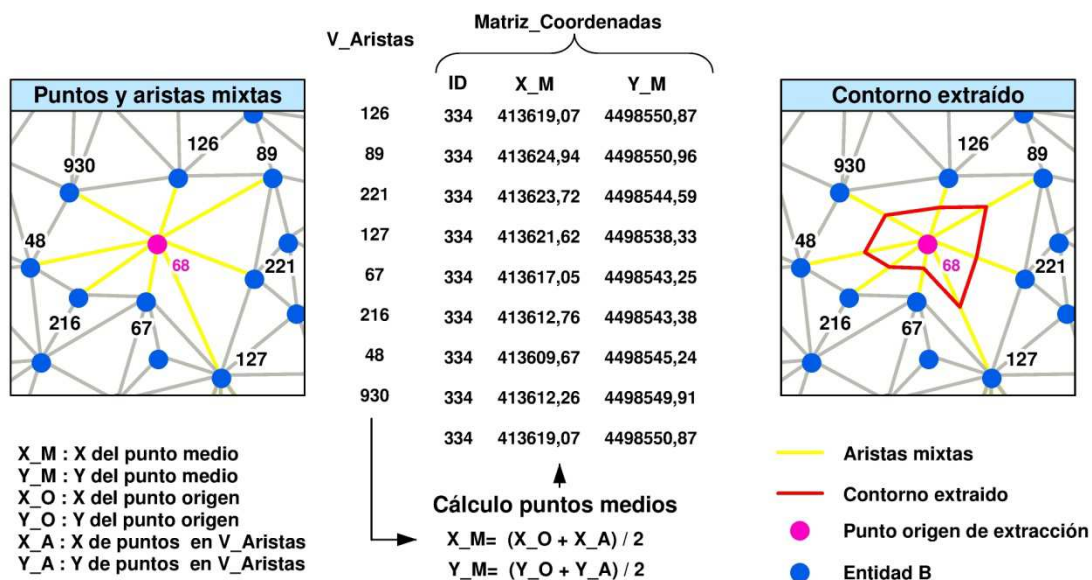 Matriz_Coordenadas
V_Aristas
Puntos y aristas mixtas
126
930
89
48
68
221
216
67
127
ID X_M Y_M
126 334 413619,07 4498550,87
89 334 413624,94 4498550,96
221 334 413623,72 4498544,59
127 334 413621,62 4498538,33
67 334 413617,05 4498543,25
216 334 413612,76 4498543,38
48 334 413609,67 4498545,24
930 334 413612,26 4498549,91
334 413619,07 4498550,87
Cálculo puntos medios
X_M= (X_O + X_A) / 2
Y_M= (Y_O + Y_A) / 2
Contorno extraído
126
930
89
48
68
221
216
67
127
X_M : X del punto medio
Y_M : Y del punto medio
X_O : X del punto origen
Y_O : Y del punto origen
X_A : X de puntos en V_Aristas
Y_A : Y de puntos en V_Aristas
Aristas mixtas
Contorno extraido
Punto origen de extracción
Entidad B